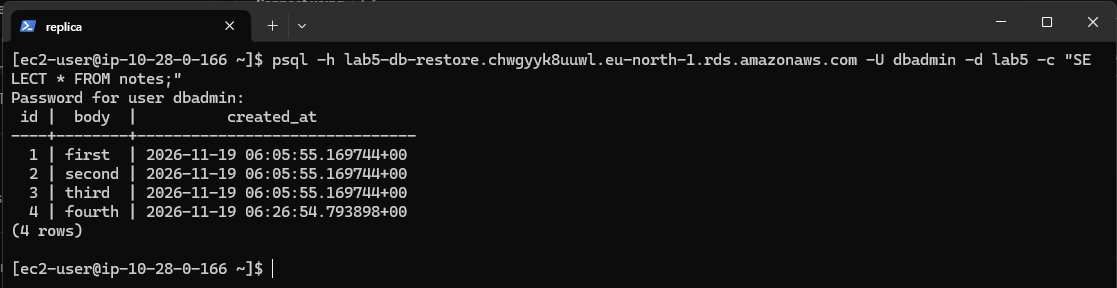 replica
[ec2-user@ip-10-28-0-166 ~]$ psql -h lab5-db-restore.chwgyyk8uuwl.eu-north-1.rds.amazonaws.com -U dbadmin -d lab5 -c "SE
LECT * FROM notes;"
Password for user dbadmin:
 id |  body  |          created_at
----+--------+-------------------------------
  1 | first  | 2026-11-19 06:05:55.169744+00
  2 | second | 2026-11-19 06:05:55.169744+00
  3 | third  | 2026-11-19 06:05:55.169744+00
  4 | fourth | 2026-11-19 06:26:54.793898+00
(4 rows)
[ec2-user@ip-10-28-0-166 ~]$